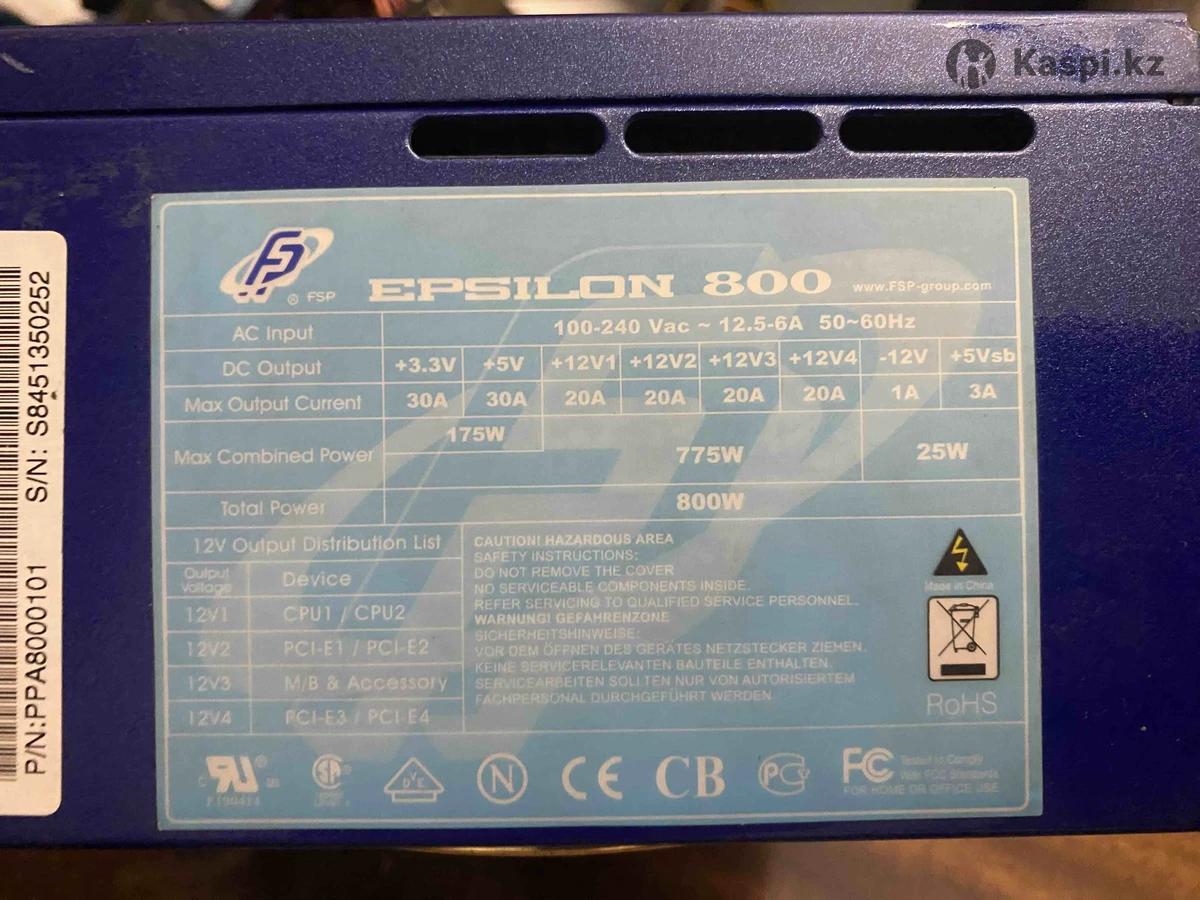 Kaspi.kz
S/N: S8451350252
P/N:PPA8000101
® FSP
EPSILON 800 www.FSP-group.com
AC Input 100-240 Vac ~ 12.5-6A 50~60Hz
DC Output +3.3V +5V +12V1 +12V2 +12V3 +12V4 -12V +5Vsb
Max Output Current 30A 30A 20A 20A 20A 20A 1A 3A
175W
Max Combined Power 775W 25W
Total Power 800W
12V Output Distribution List
Output Voltage Device
12V1 CPU1 / CPU2
12V2 PCI-E1 / PCI-E2
12V3 M/B & Accessory
12V4 PCI-E3 / PCI-E4
CAUTION! HAZARDOUS AREA
SAFETY INSTRUCTIONS:
DO NOT REMOVE THE COVER
NO SERVICEABLE COMPONENTS INSIDE.
REFER SERVICING TO QUALIFIED SERVICE PERSONNEL.
WARNUNG! GEFAHRENZONE
SICHERHEITSHINWEISE:
VOR DEM ÖFFNEN DES GERÄTES NETZSTECKER ZIEHEN.
KEINE SERVICERELEVANTEN BAUTEILE ENTHALTEN.
SERVICEARBEITEN SOLLTEN NUR VON AUTORISIERTEM
FACHPERSONAL DURCHGEFÜHRT WERDEN.
Made in China
RoHS
c RU ® us
SA ®
DVE
N
CE
CB
PC
FC Tested to Comply
With FCC Standards
FOR HOME OR OFFICE USE